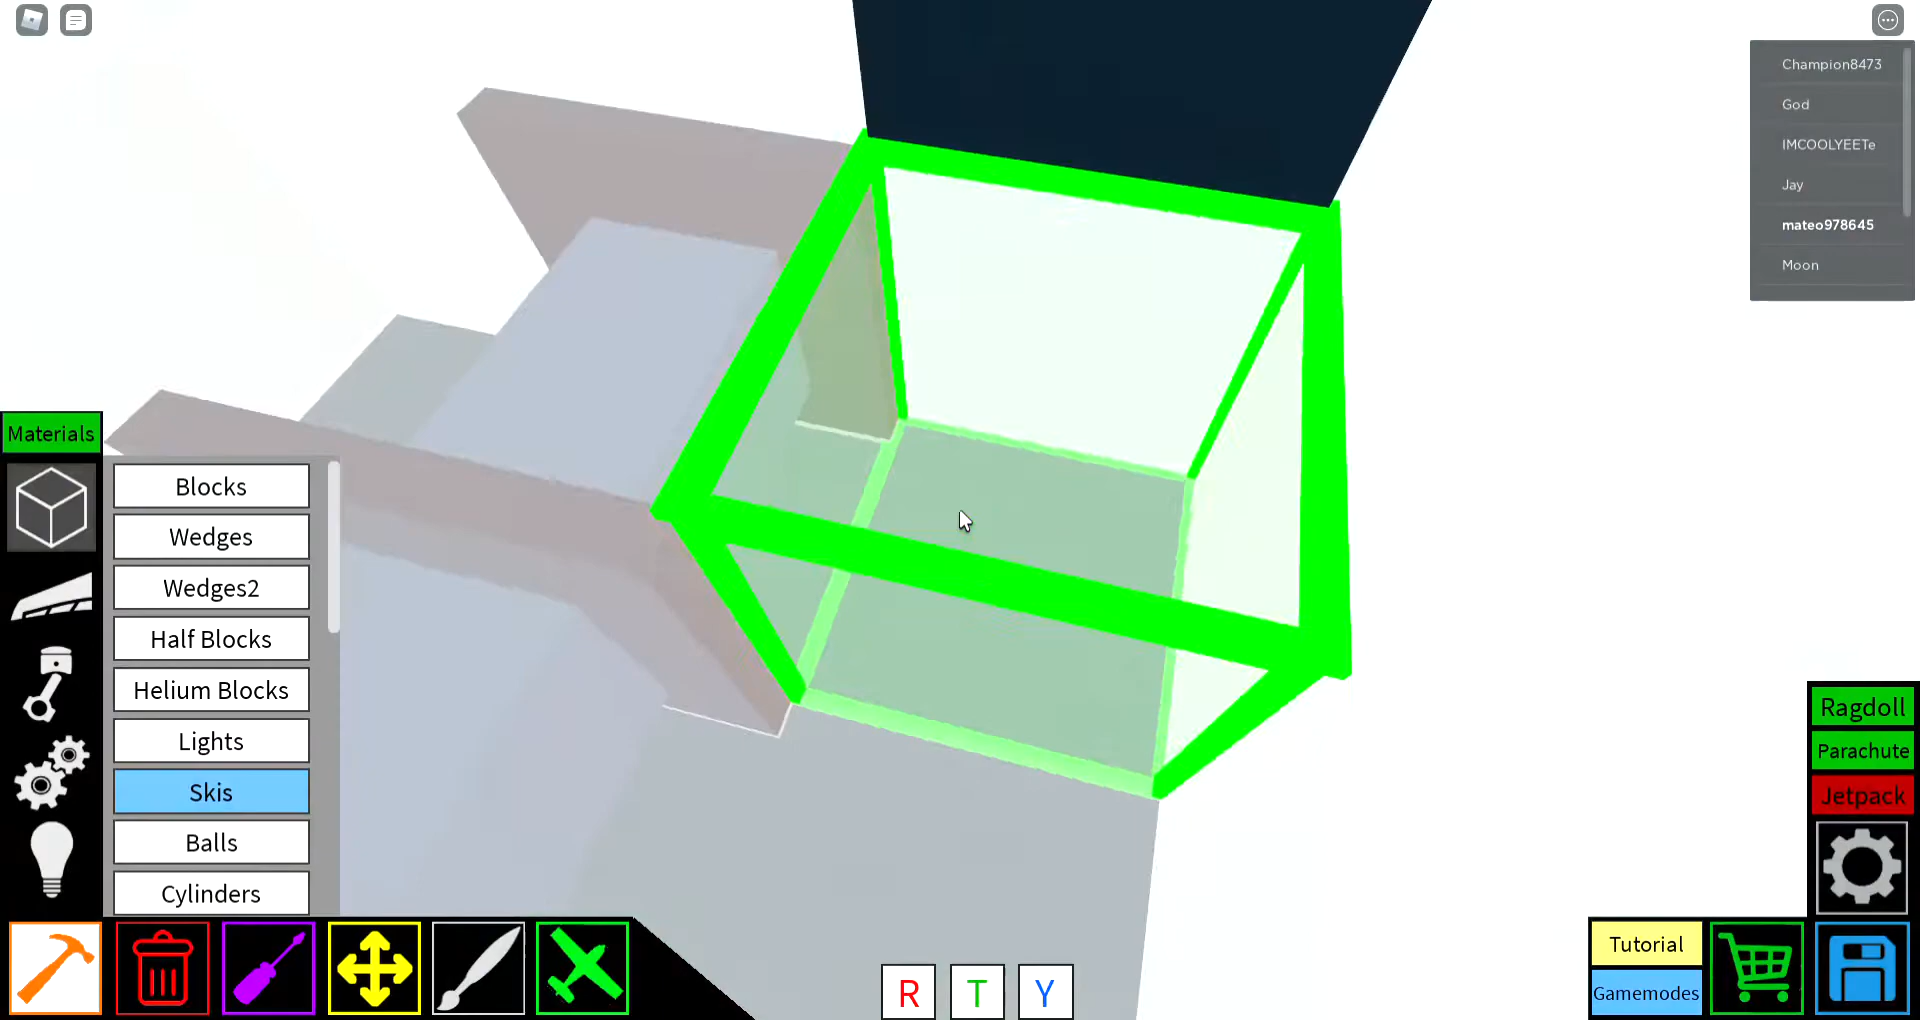 Champion8473
God
IMCOOLYEETe
Jay
mateo978645
Moon
Materials
Blocks
Wedges
Wedges2
Half Blocks
Helium Blocks
Lights
Skis
Balls
Cylinders
Ragdoll
Parachute
Jetpack
Tutorial
Gamemodes
R T Y